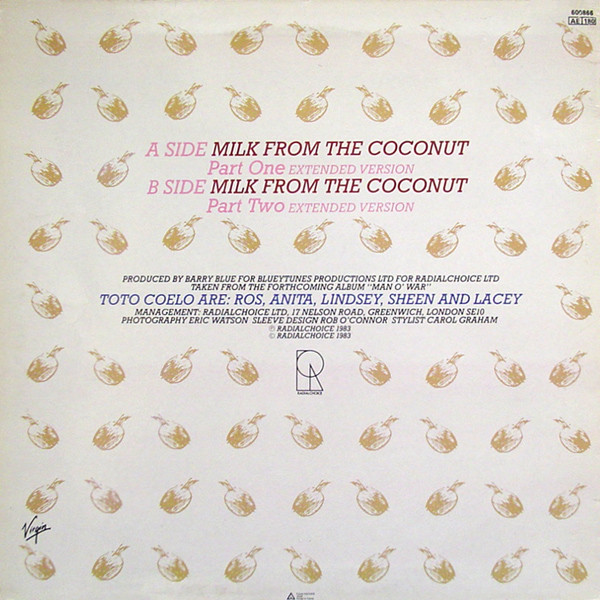 600866
AE 180
A SIDE MILK FROM THE COCONUT
Part One EXTENDED VERSION
B SIDE MILK FROM THE COCONUT
Part Two EXTENDED VERSION
PRODUCED BY BARRY BLUE FOR BLUEYTUNES PRODUCTIONS LTD FOR RADIALCHOICE LTD
TAKEN FROM THE FORTHCOMING ALBUM "MAN O' WAR"
TOTO COELO ARE: ROS, ANITA, LINDSEY, SHEEN AND LACEY
MANAGEMENT: RADIALCHOICE LTD, 17 NELSON ROAD, GREENWICH, LONDON SE10
PHOTOGRAPHY ERIC WATSON SLEEVE DESIGN ROB O'CONNOR STYLIST CAROL GRAHAM
℗ RADIALCHOICE 1983
© RADIALCHOICE 1983
RADIALCHOICE
Virgin